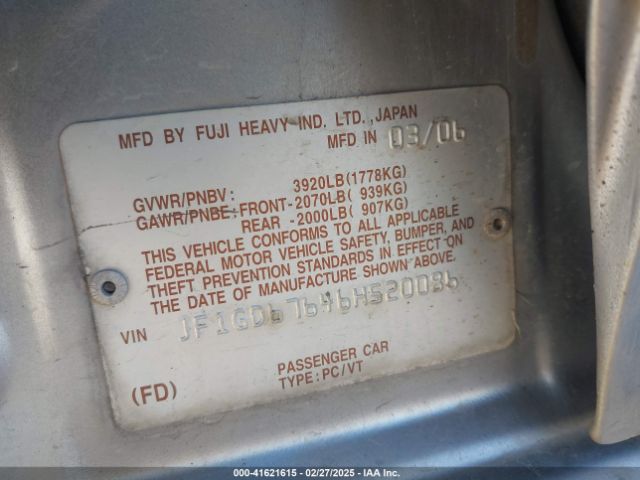 MFD BY FUJI HEAVY IND. LTD.,JAPAN
MFD IN 03/06
GVWR/PNBV: 3920LB(1778KG)
GAWR/PNBE:FRONT-2070LB( 939KG)
REAR -2000LB( 907KG)
THIS VEHICLE CONFORMS TO ALL APPLICABLE
FEDERAL MOTOR VEHICLE SAFETY, BUMPER, AND
THEFT PREVENTION STANDARDS IN EFFECT ON
THE DATE OF MANUFACTURE SHOWN ABOVE.
VIN JF1GD67646H520036
PASSENGER CAR
(FD) TYPE:PC/VT
000-41621615 - 02/27/2025 - IAA Inc.